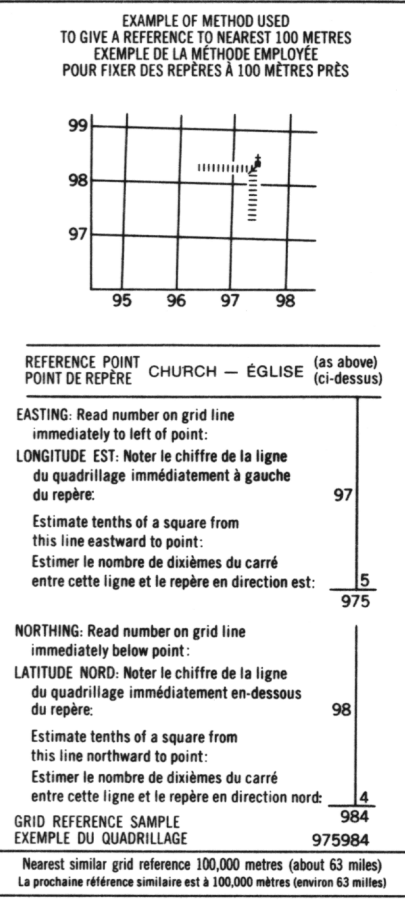 EXAMPLE OF METHOD USED
TO GIVE A REFERENCE TO NEAREST 100 METRES
EXEMPLE DE LA MÉTHODE EMPLOYÉE
POUR FIXER DES REPÈRES À 100 MÈTRES PRÈS
99
98
97
95 96 97 98
REFERENCE POINT CHURCH — ÉGLISE (as above)
POINT DE REPÈRE (ci-dessus)
EASTING: Read number on grid line
immediately to left of point:
LONGITUDE EST: Noter le chiffre de la ligne
du quadrillage immédiatement à gauche
du repère: 97
Estimate tenths of a square from
this line eastward to point:
Estimer le nombre de dixièmes du carré
entre cette ligne et le repère en direction est: 5
975
NORTHING: Read number on grid line
immediately below point:
LATITUDE NORD: Noter le chiffre de la ligne
du quadrillage immédiatement en-dessous
du repère: 98
Estimate tenths of a square from
this line northward to point:
Estimer le nombre de dixièmes du carré
entre cette ligne et le repère en direction nord: 4
984
GRID REFERENCE SAMPLE
EXEMPLE DU QUADRILLAGE 975984
Nearest similar grid reference 100,000 metres (about 63 miles)
La prochaine référence similaire est à 100,000 mètres (environ 63 milles)